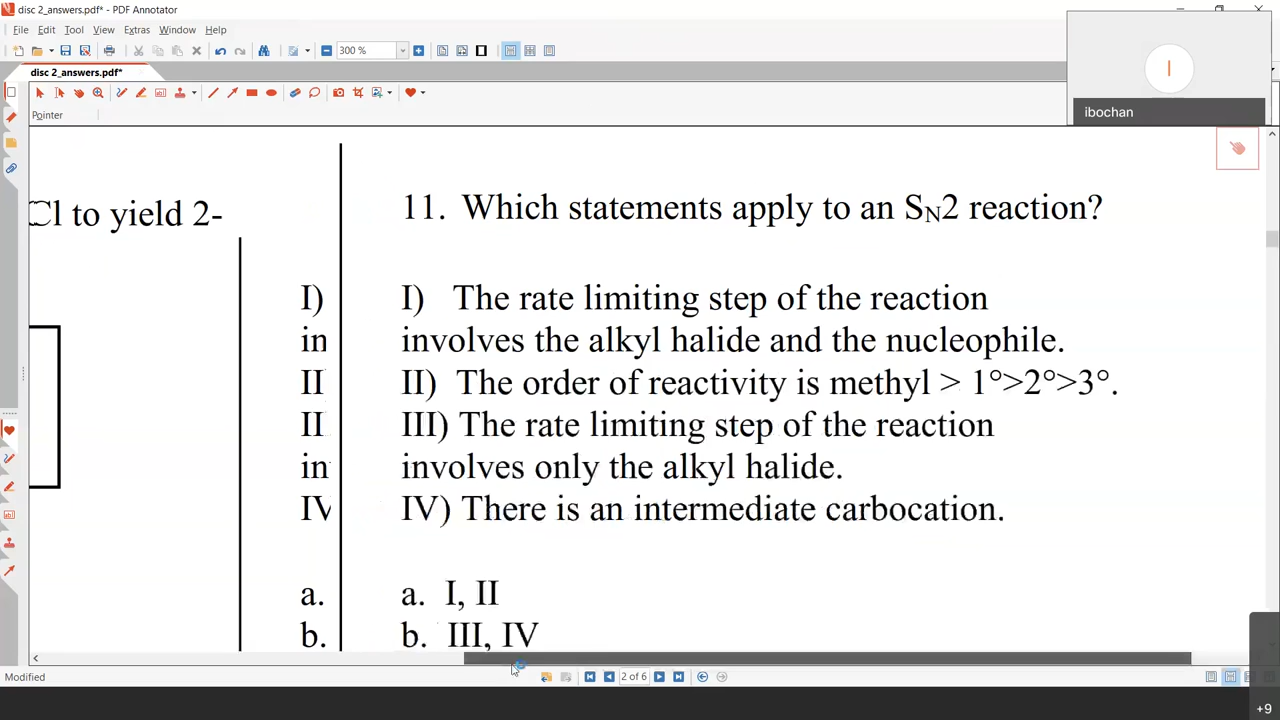 disc 2_answers.pdf* - PDF Annotator
File Edit Tool View Extras Window Help
300 %
disc 2_answers.pdf*
Pointer
I
ibochan
Cl to yield 2-
11. Which statements apply to an SN2 reaction?
I) I) The rate limiting step of the reaction
in involves the alkyl halide and the nucleophile.
II II) The order of reactivity is methyl > 1°>2°>3°.
III III) The rate limiting step of the reaction
in involves only the alkyl halide.
IV IV) There is an intermediate carbocation.
a. a. I, II
b. b. III, IV
Modified
2 of 6
+9